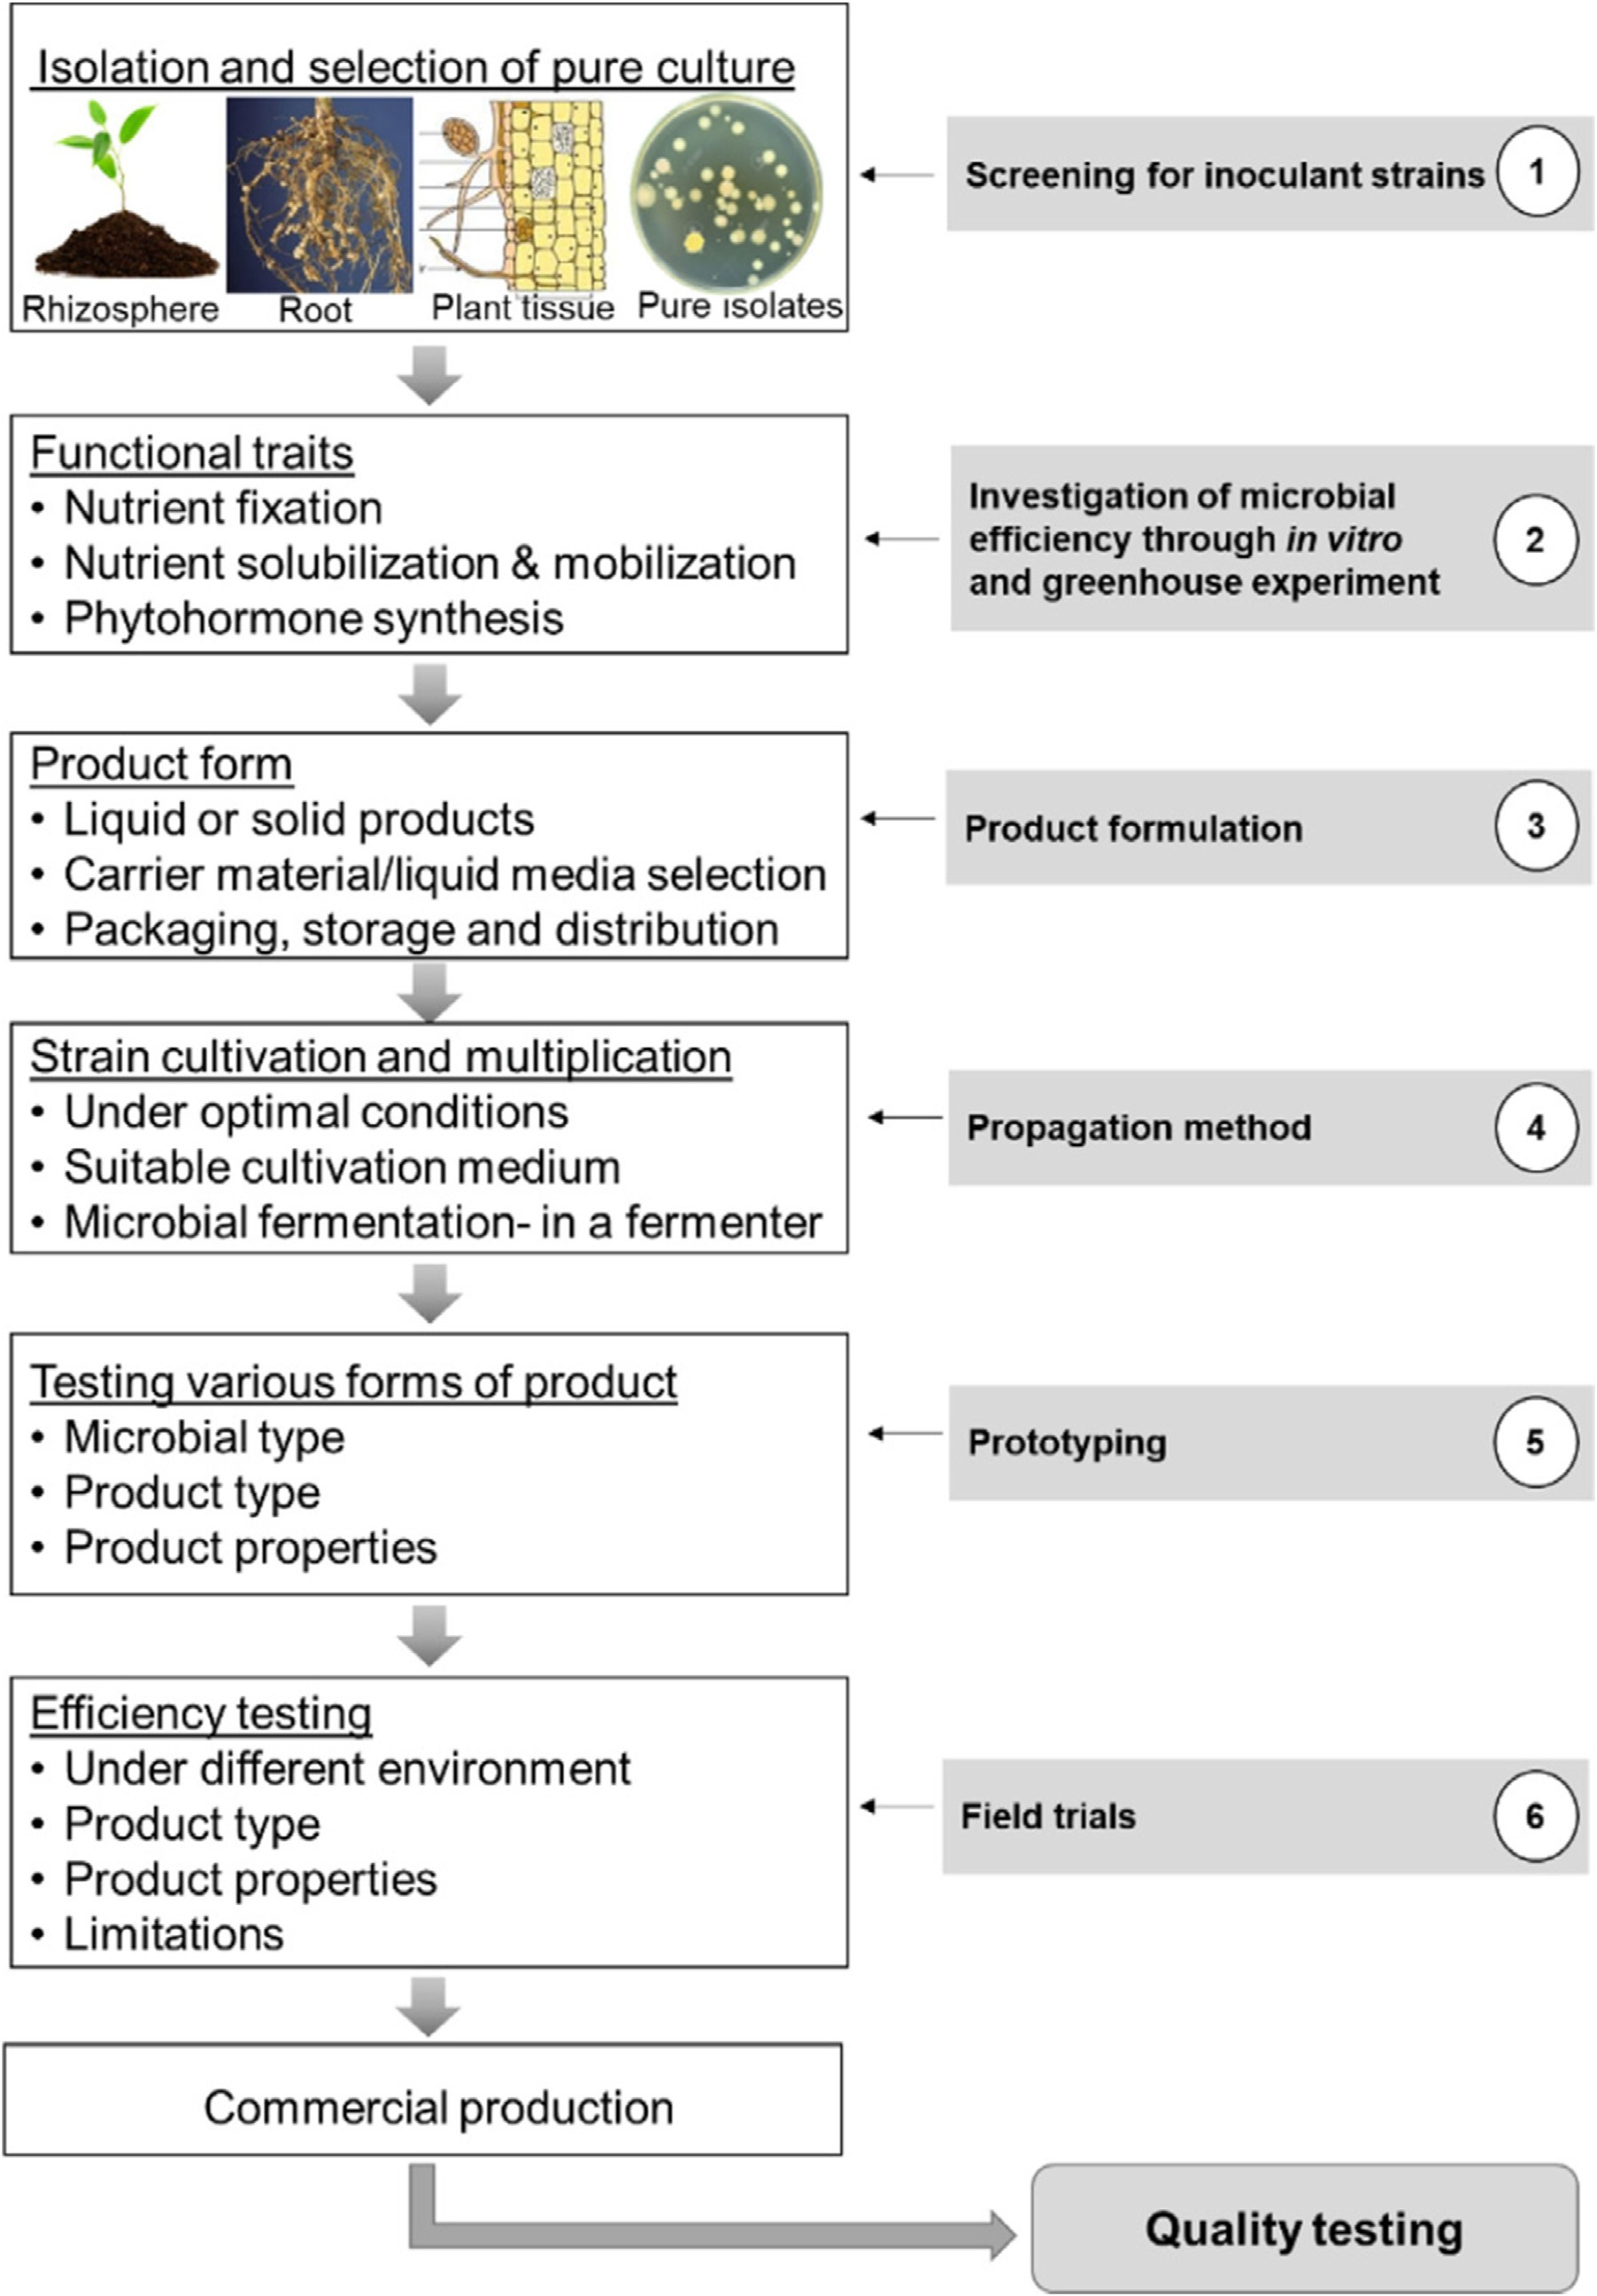 Isolation and selection of pure culture
Rhizosphere
Root
Plant tissue
Pure isolates
Screening for inoculant strains
1
Functional traits
• Nutrient fixation
• Nutrient solubilization & mobilization
• Phytohormone synthesis
Investigation of microbial
efficiency through in vitro
and greenhouse experiment
2
Product form
• Liquid or solid products
• Carrier material/liquid media selection
• Packaging, storage and distribution
Product formulation
3
Strain cultivation and multiplication
• Under optimal conditions
• Suitable cultivation medium
• Microbial fermentation- in a fermenter
Propagation method
4
Testing various forms of product
• Microbial type
• Product type
• Product properties
Prototyping
5
Efficiency testing
• Under different environment
• Product type
• Product properties
• Limitations
Field trials
6
Commercial production
Quality testing